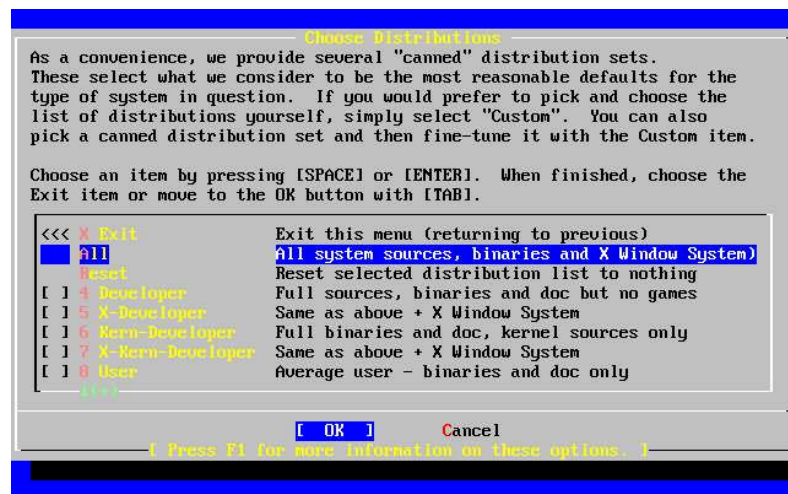 Choose Distributions
As a convenience, we provide several "canned" distribution sets.
These select what we consider to be the most reasonable defaults for the
type of system in question.  If you would prefer to pick and choose the
list of distributions yourself, simply select "Custom".  You can also
pick a canned distribution set and then fine-tune it with the Custom item.
Choose an item by pressing [SPACE] or [ENTER].  When finished, choose the
Exit item or move to the OK button with [TAB].
<<< X Exit Exit this menu (returning to previous)
All All system sources, binaries and X Window System)
Reset Reset selected distribution list to nothing
[ ] 4 Developer Full sources, binaries and doc but no games
[ ] 5 X-Developer Same as above + X Window System
[ ] 6 Kern-Developer Full binaries and doc, kernel sources only
[ ] 7 X-Kern-Developer Same as above + X Window System
[ ] 8 User Average user - binaries and doc only
[ OK ] Cancel
[ Press F1 for more information on these options. ]